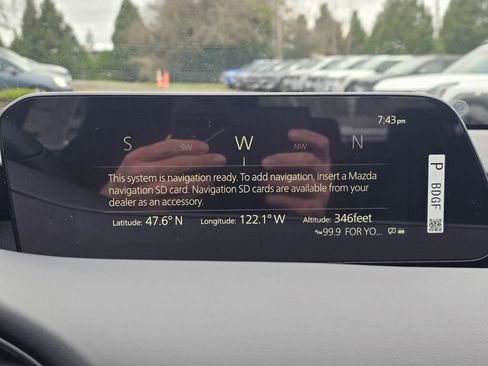 7:43pm
S SW W NW N
This system is navigation ready. To add navigation, insert a Mazda
navigation SD card. Navigation SD cards are available from your
dealer as an accessory.
Latitude: 47.6° N Longitude: 122.1° W Altitude: 346feet
99.9 FOR YO...
P BDGF